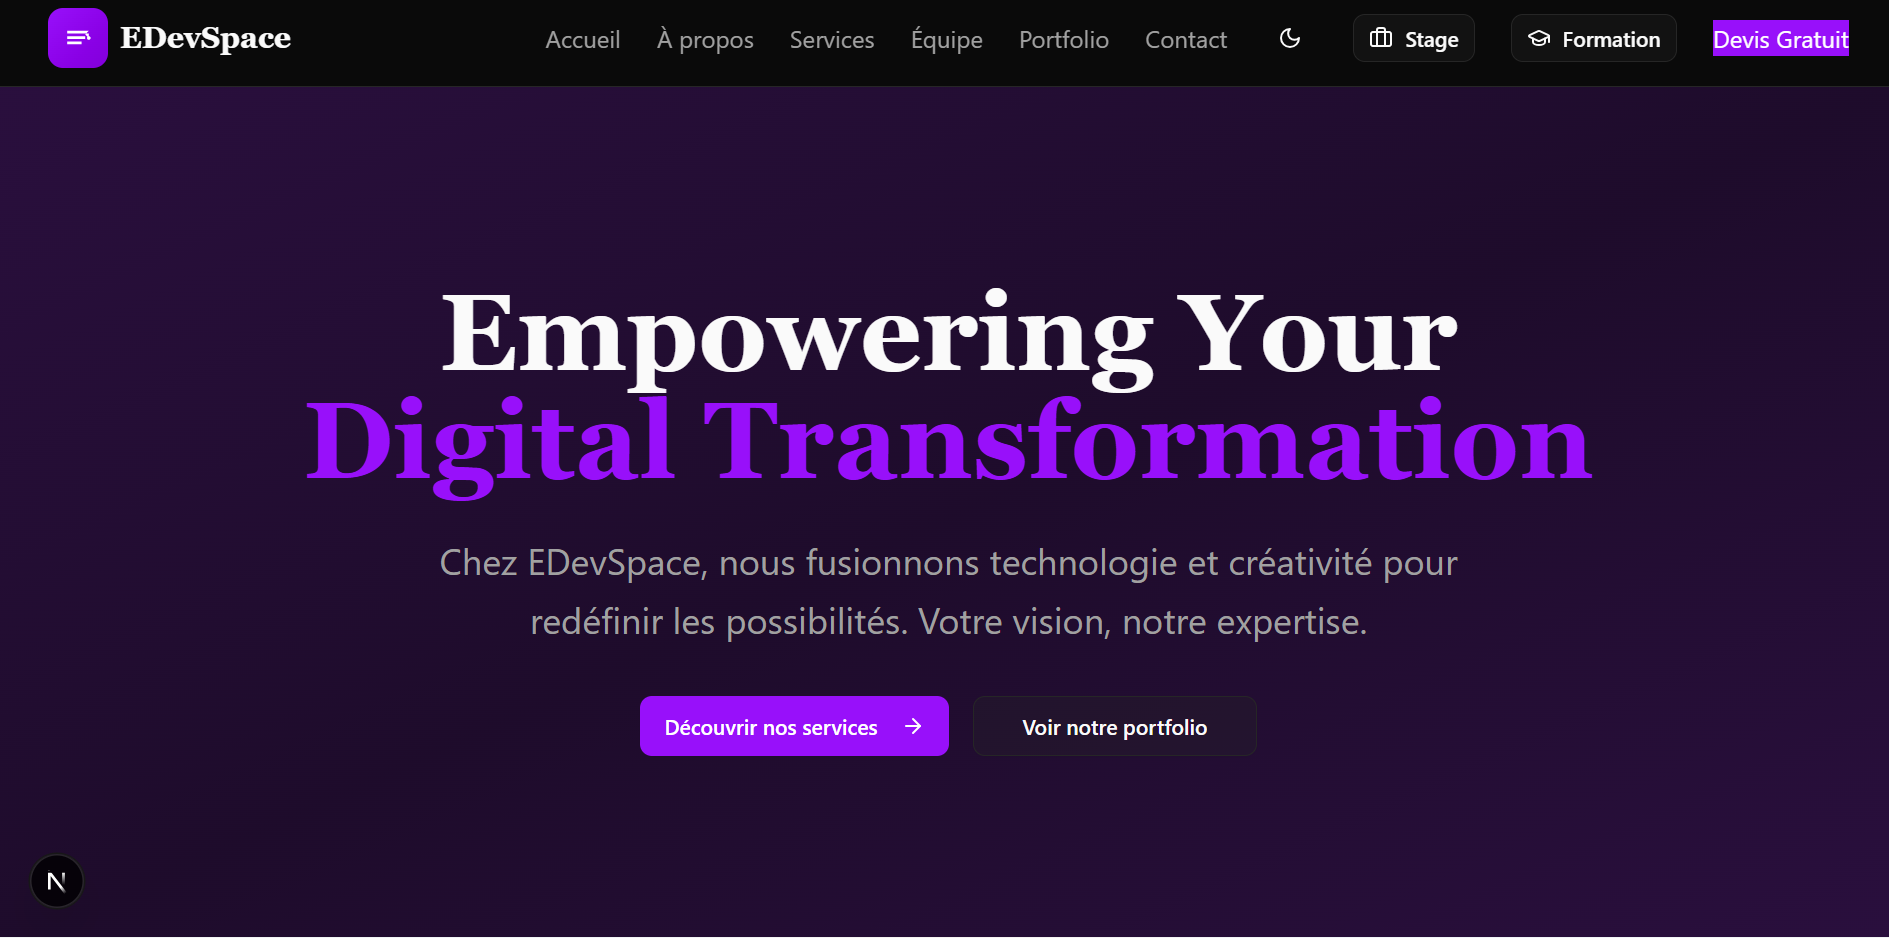 EDevSpace
Accueil À propos Services Équipe Portfolio Contact Stage Formation Devis Gratuit
Empowering Your
Digital Transformation
Chez EDevSpace, nous fusionnons technologie et créativité pour
redéfinir les possibilités. Votre vision, notre expertise.
Découvrir nos services
Voir notre portfolio
N